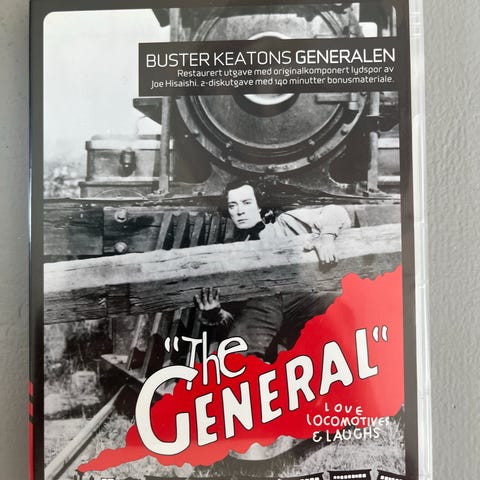 BUSTER KEATONS GENERALEN
Restaurert utgave med originalkomponert lydspor av
Joe Hisaishi. 2-diskutgave med 140 minutter bonusmateriale.
"The
GENERAL"
LOVE
LOCOMOTIVES
& LAUGHS